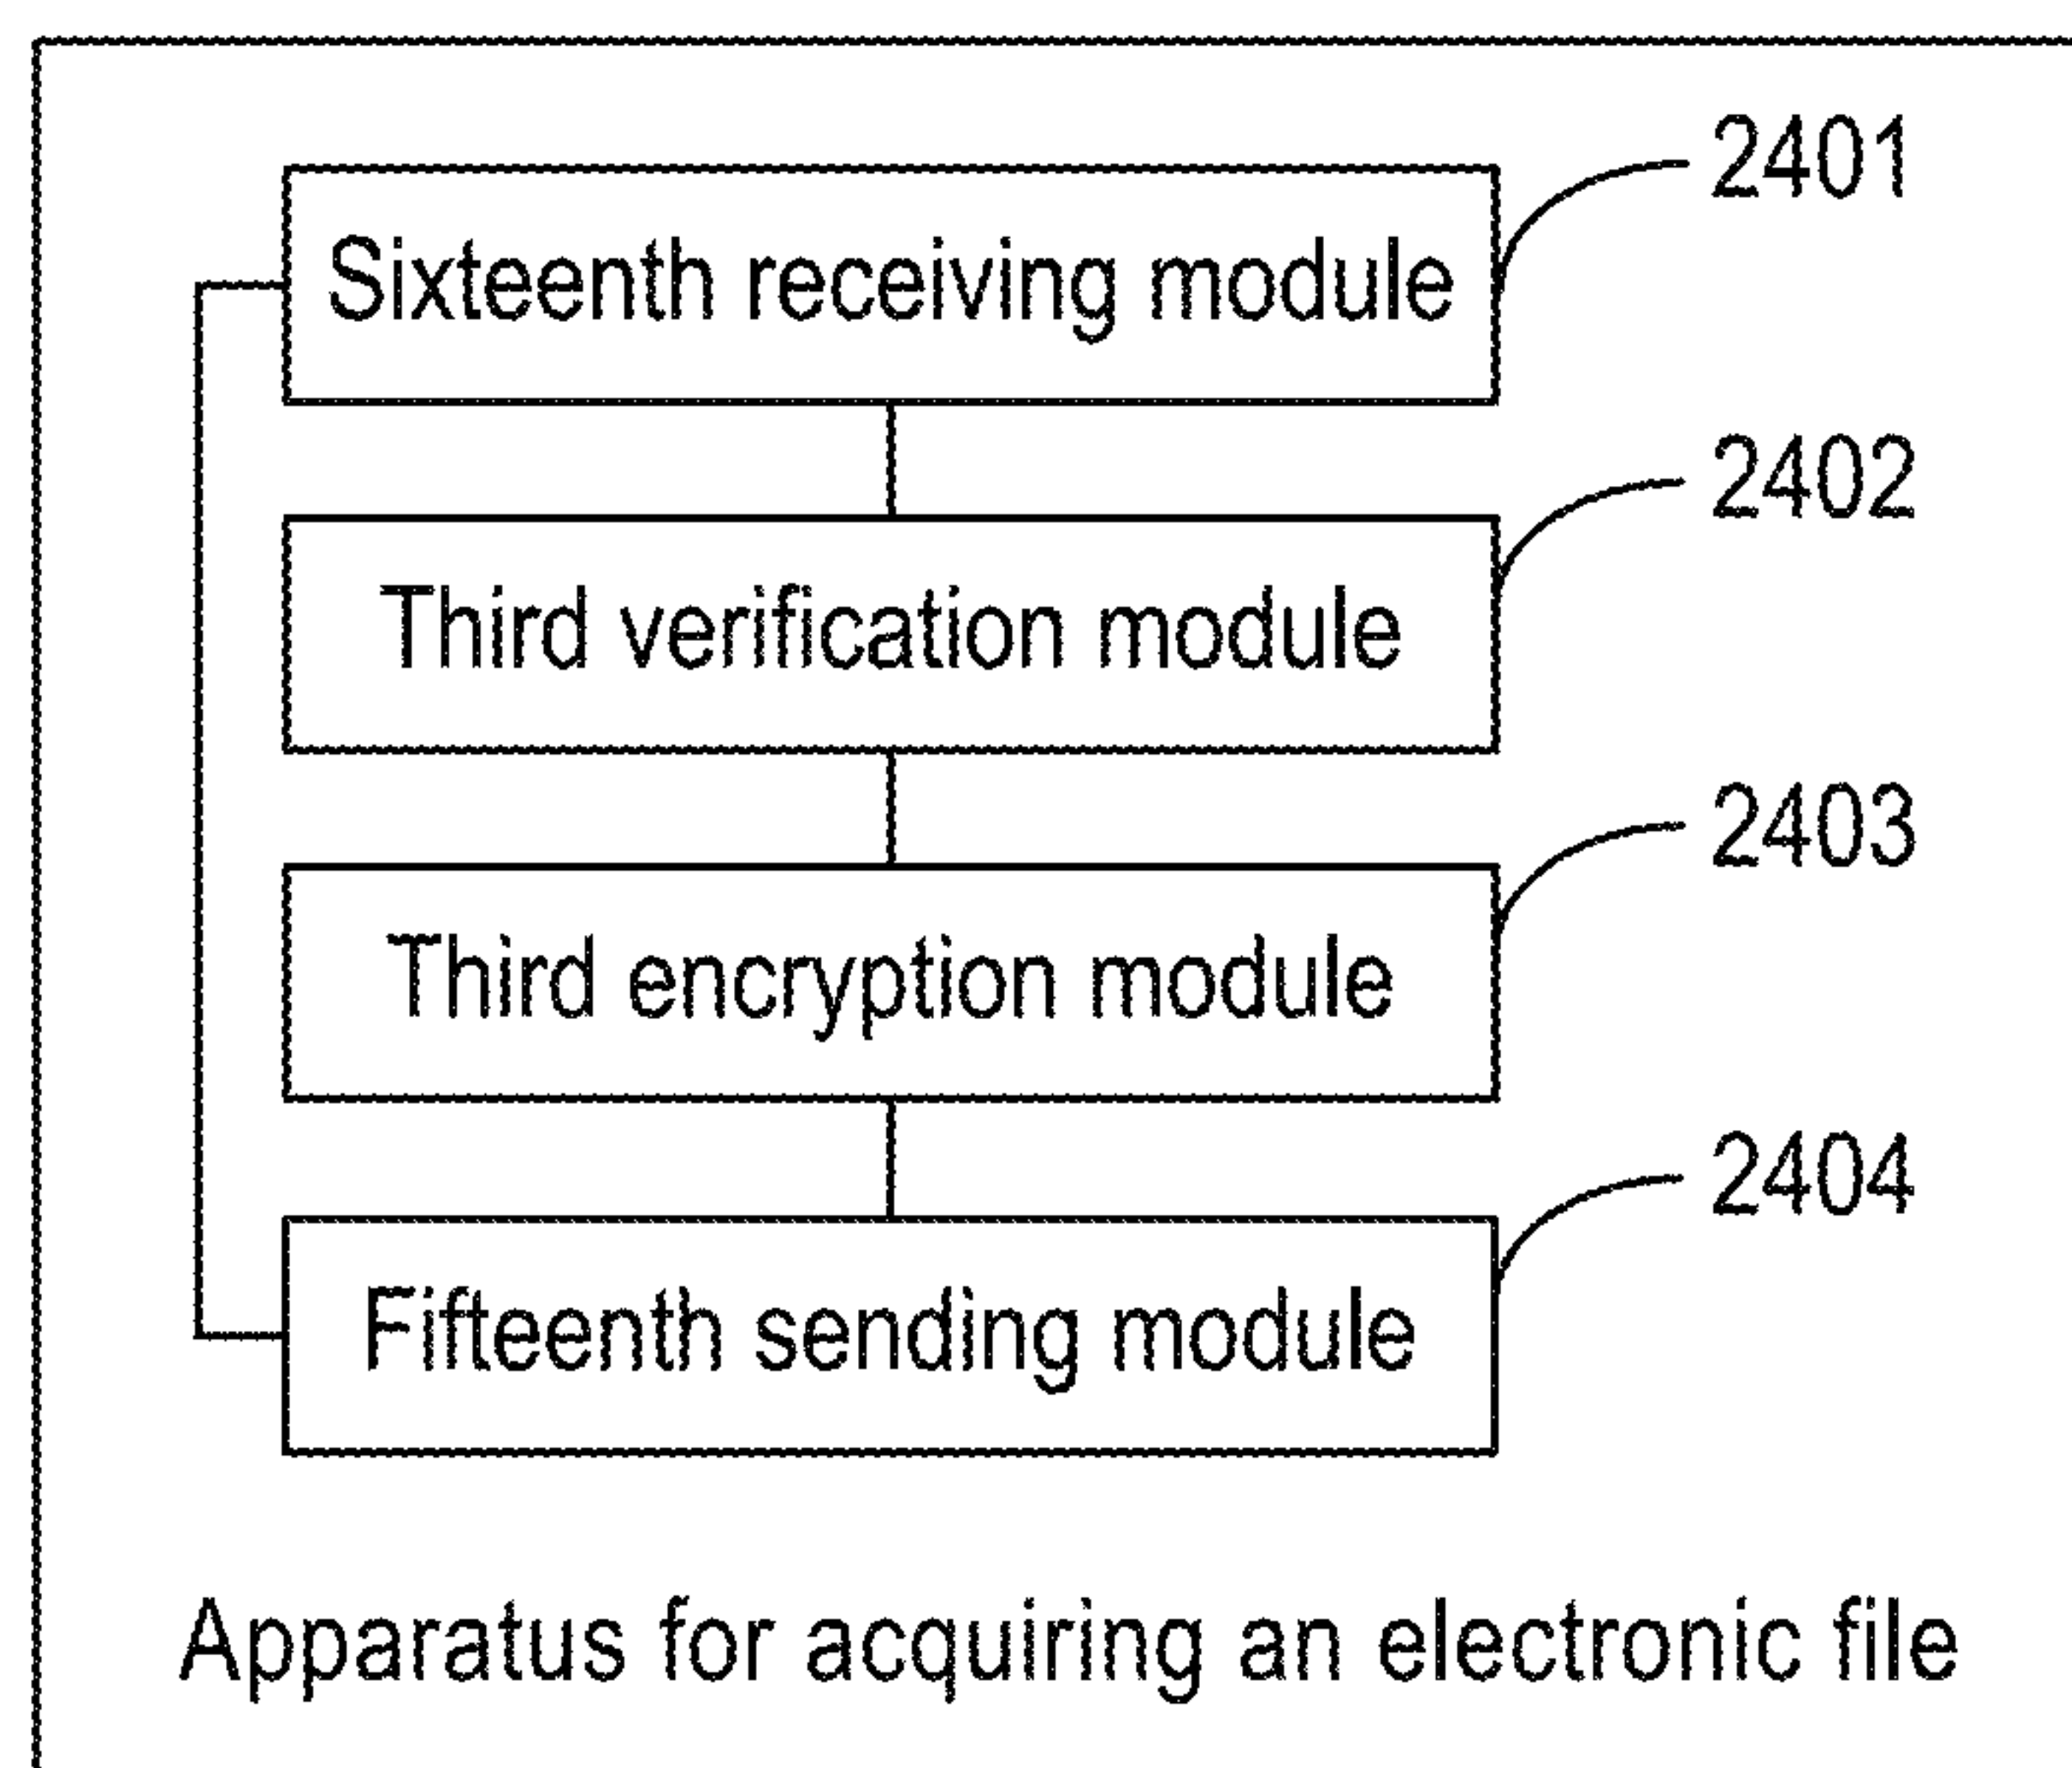 2401
Sixteenth receiving module
2402
Third verification module
2403
Third encryption module
2404
Fifteenth sending module
Apparatus for acquiring an electronic file